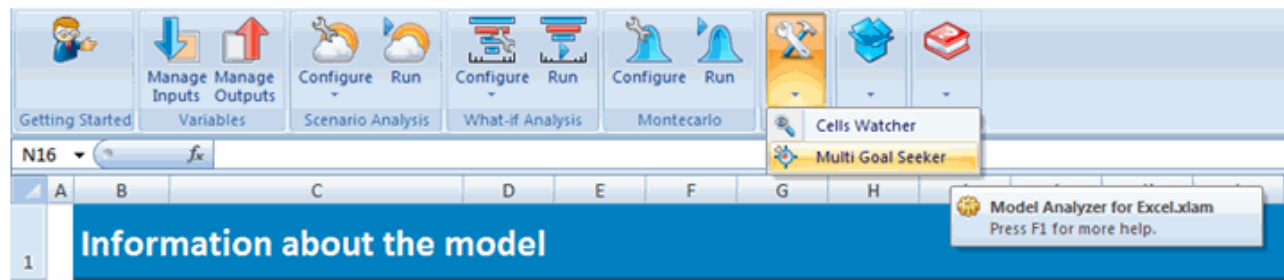 Manage Inputs
Manage Outputs
Configure
Run
Configure
Run
Configure
Run
Getting Started
Variables
Scenario Analysis
What-if Analysis
Montecarlo
Cells Watcher
N16
fx
Multi Goal Seeker
A B C D E F G H
Model Analyzer for Excel.xlam
Press F1 for more help.
1 Information about the model